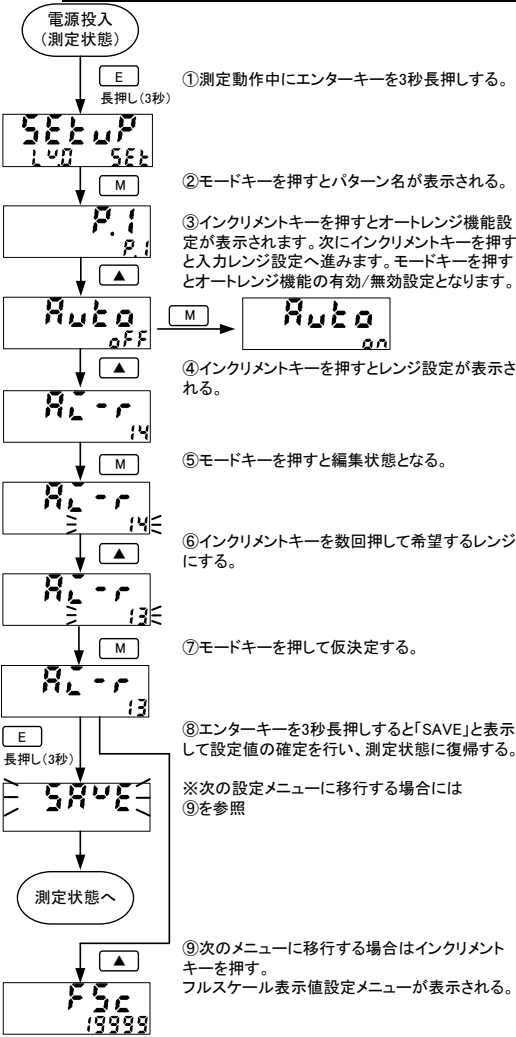 電源投入
(測定状態)
E
長押し(3秒)
①測定動作中にエンターキーを3秒長押しする。
SEtuP
Lv.0 SEt
M
②モードキーを押すとパターン名が表示される。
P.1
P.1
③インクリメントキーを押すとオートレンジ機能設
定が表示されます。次にインクリメントキーを押す
と入力レンジ設定へ進みます。モードキーを押す
とオートレンジ機能の有効/無効設定となります。
▲
Auto
oFF
M
Auto
on
▲
④インクリメントキーを押すとレンジ設定が表示さ
れる。
14
M
⑤モードキーを押すと編集状態となる。
14
▲
⑥インクリメントキーを数回押して希望するレンジ
にする。
13
M
⑦モードキーを押して仮決定する。
13
E
長押し(3秒)
⑧エンターキーを3秒長押しすると「SAVE」と表示
して設定値の確定を行い、測定状態に復帰する。
SAVE
※次の設定メニューに移行する場合には
⑨を参照
測定状態へ
▲
⑨次のメニューに移行する場合はインクリメント
キーを押す。
フルスケール表示値設定メニューが表示される。
FSc
19999